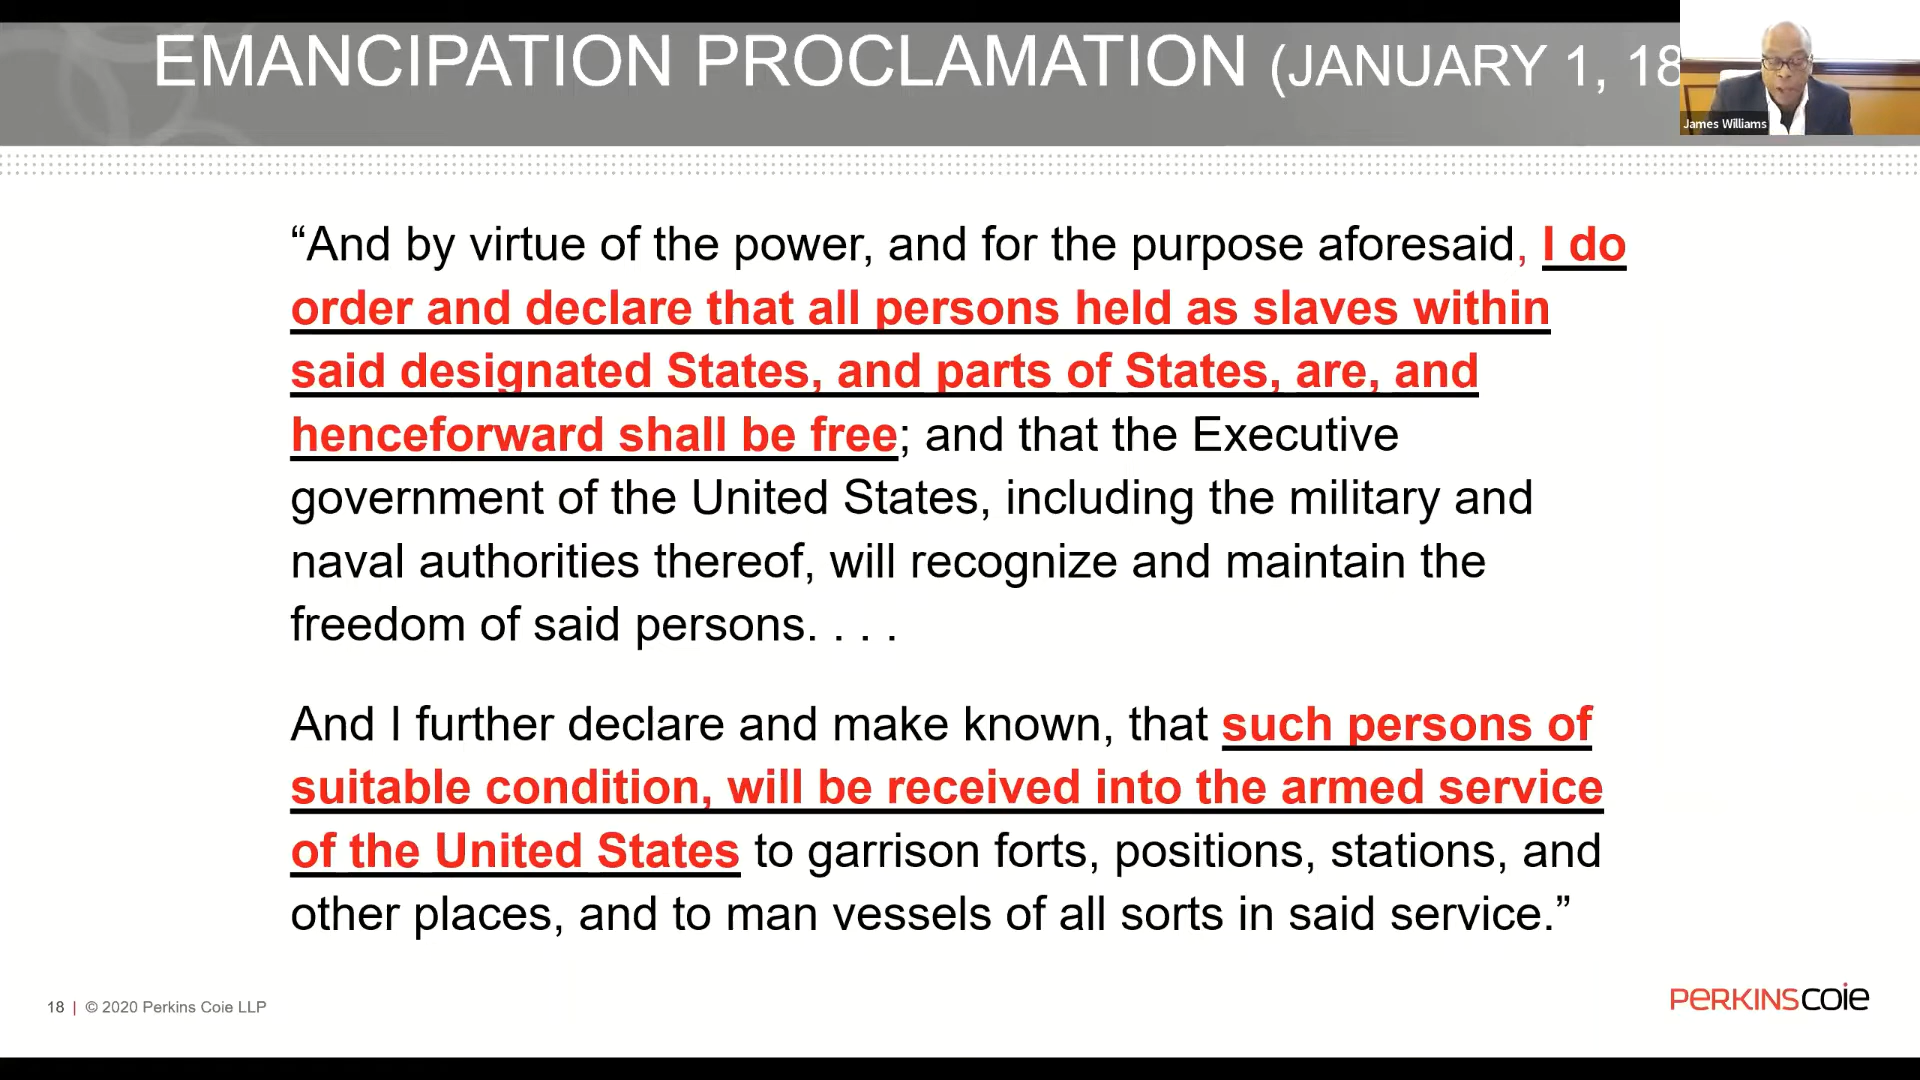 EMANCIPATION PROCLAMATION (JANUARY 1, 18
James Williams
“And by virtue of the power, and for the purpose aforesaid, I do
order and declare that all persons held as slaves within
said designated States, and parts of States, are, and
henceforward shall be free; and that the Executive
government of the United States, including the military and
naval authorities thereof, will recognize and maintain the
freedom of said persons. . . .
And I further declare and make known, that such persons of
suitable condition, will be received into the armed service
of the United States to garrison forts, positions, stations, and
other places, and to man vessels of all sorts in said service.”
18 | © 2020 Perkins Coie LLP
PERKINSCOIE